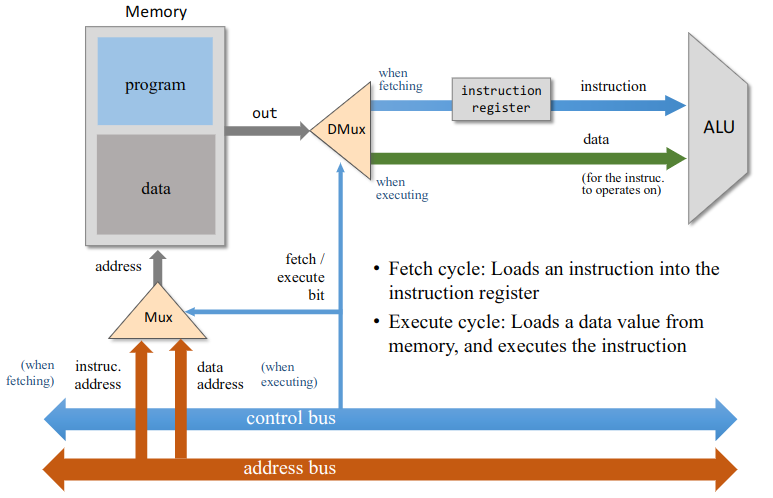 Memory
program
data
out
DMux
when
fetching
instruction
register
instruction
data
(for the instruc.
to operates on)
when
executing
ALU
address
fetch /
execute
bit
Mux
(when
fetching)
instruc.
address
data
address
(when
executing)
• Fetch cycle: Loads an instruction into the
instruction register
• Execute cycle: Loads a data value from
memory, and executes the instruction
control bus
address bus